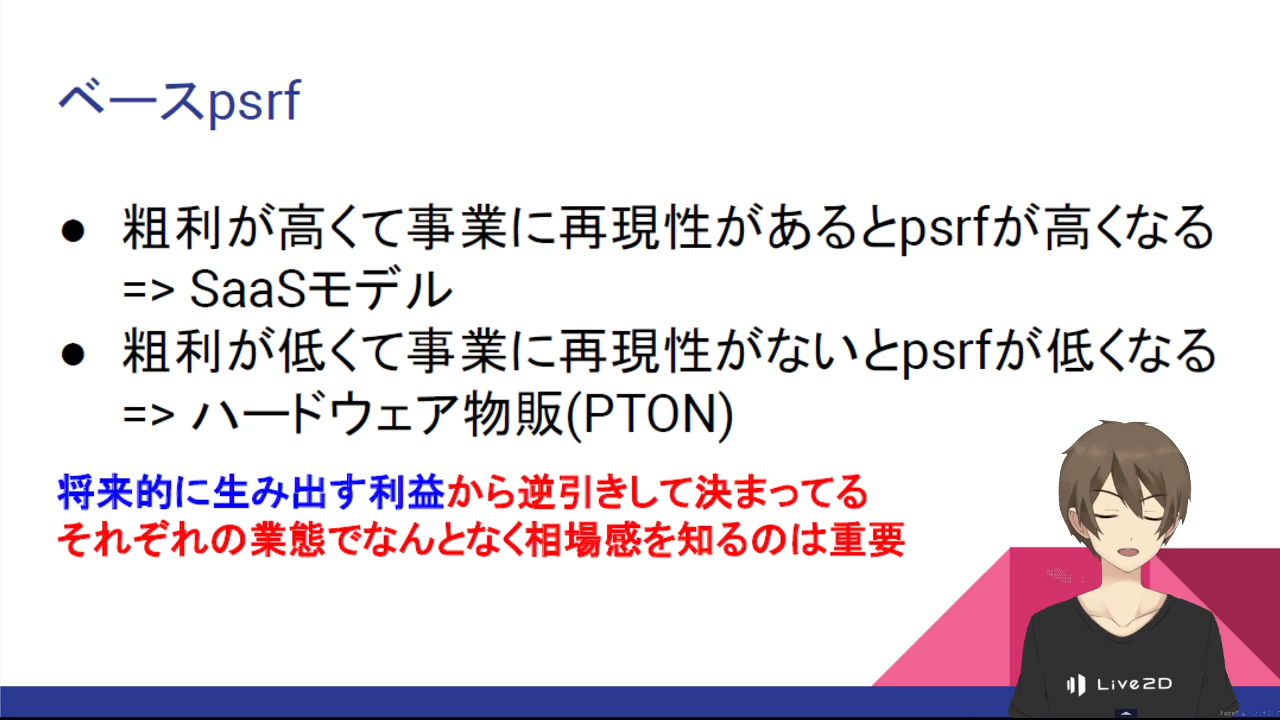 ベースpsrf
● 粗利が高くて事業に再現性があるとpsrfが高くなる
=> SaaSモデル
● 粗利が低くて事業に再現性がないとpsrfが低くなる
=> ハードウェア物販(PTON)
将来的に生み出す利益から逆引きして決まってる
それぞれの業態でなんとなく相場感を知るのは重要
Live2D